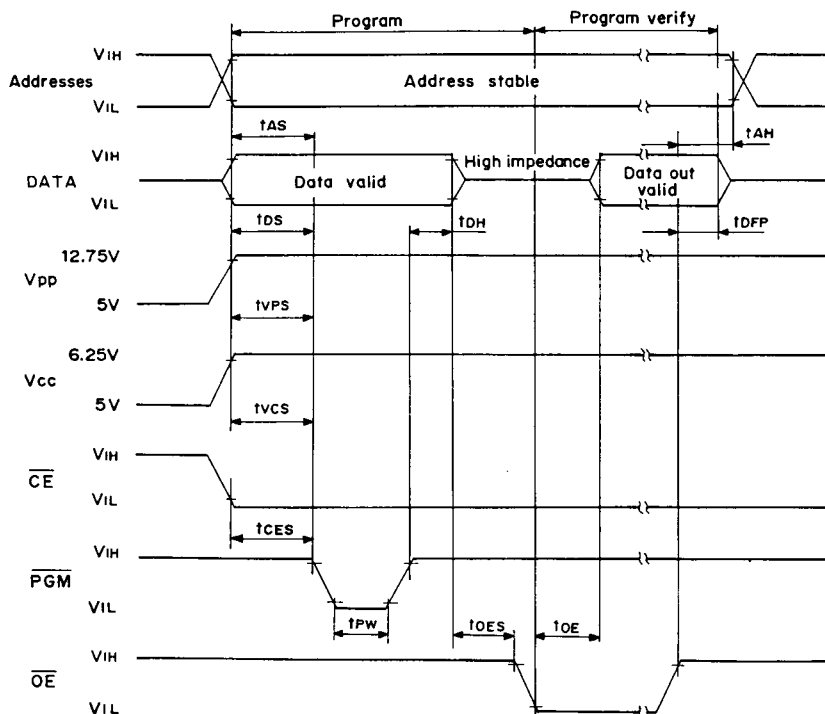 Program
Program verify
VIH
Addresses
Address stable
VIL
tAS
tAH
VIH
High impedance
DATA
Data valid
Data out
valid
VIL
tDS
tDH
tDFP
12.75V
Vpp
5V
tVPS
6.25V
Vcc
5V
tVCS
VIH
CE
VIL
tCES
VIH
PGM
VIL
tPW
tOES
tOE
VIH
OE
VIL